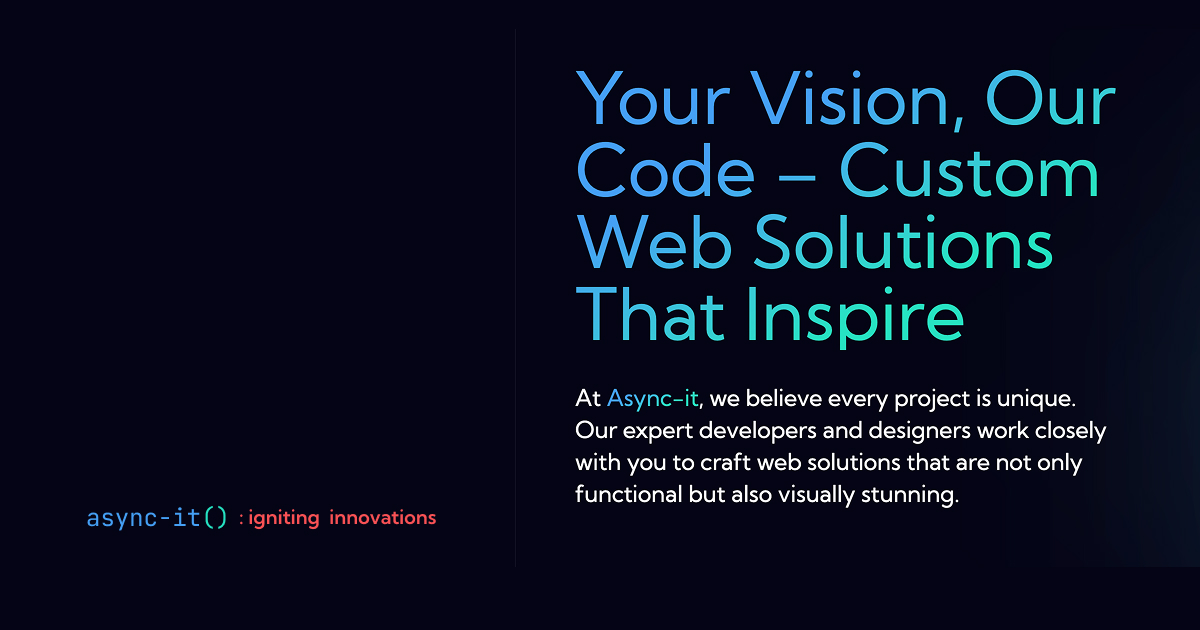 Your Vision, Our
Code – Custom
Web Solutions
That Inspire
At Async-it, we believe every project is unique.
Our expert developers and designers work closely
with you to craft web solutions that are not only
functional but also visually stunning.
async-it() : igniting innovations